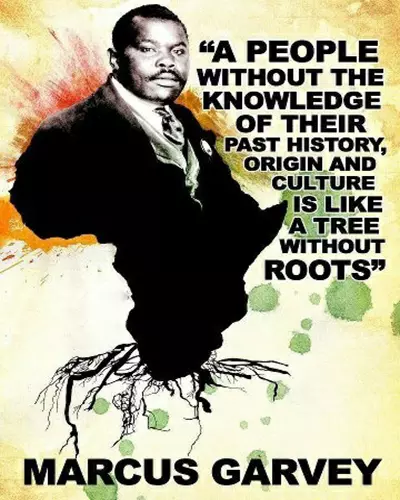 “A PEOPLE
WITHOUT THE
KNOWLEDGE
OF THEIR
PAST HISTORY,
ORIGIN AND
CULTURE
IS LIKE
A TREE
WITHOUT
ROOTS”
MARCUS GARVEY